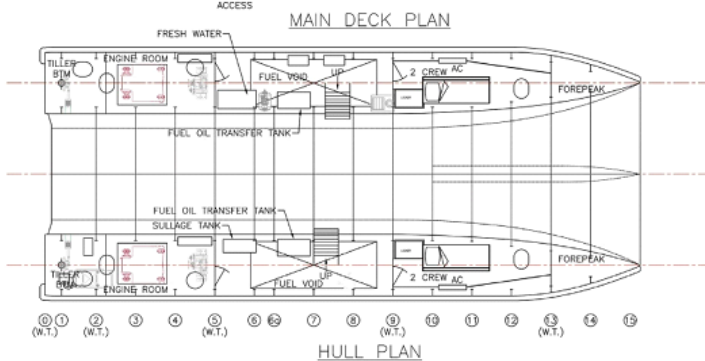 ACCESS
MAIN DECK PLAN
FRESH WATER
TILLER
BTM
ENGINE ROOM
FUEL VOID
UP
2 CREW
AC
FOREPEAK
FUEL OIL TRANSFER TANK
FUEL OIL TRANSFER TANK
SULLAGE TANK
TILLER
BTM
ENGINE ROOM
UP
FUEL VOID
2 CREW
AC
FOREPEAK
0 1 2 3 4 5 6 6a 7 8 9 10 11 12 13 14 15
(W.T.) (W.T.) (W.T.) (W.T.) (W.T.)
HULL PLAN